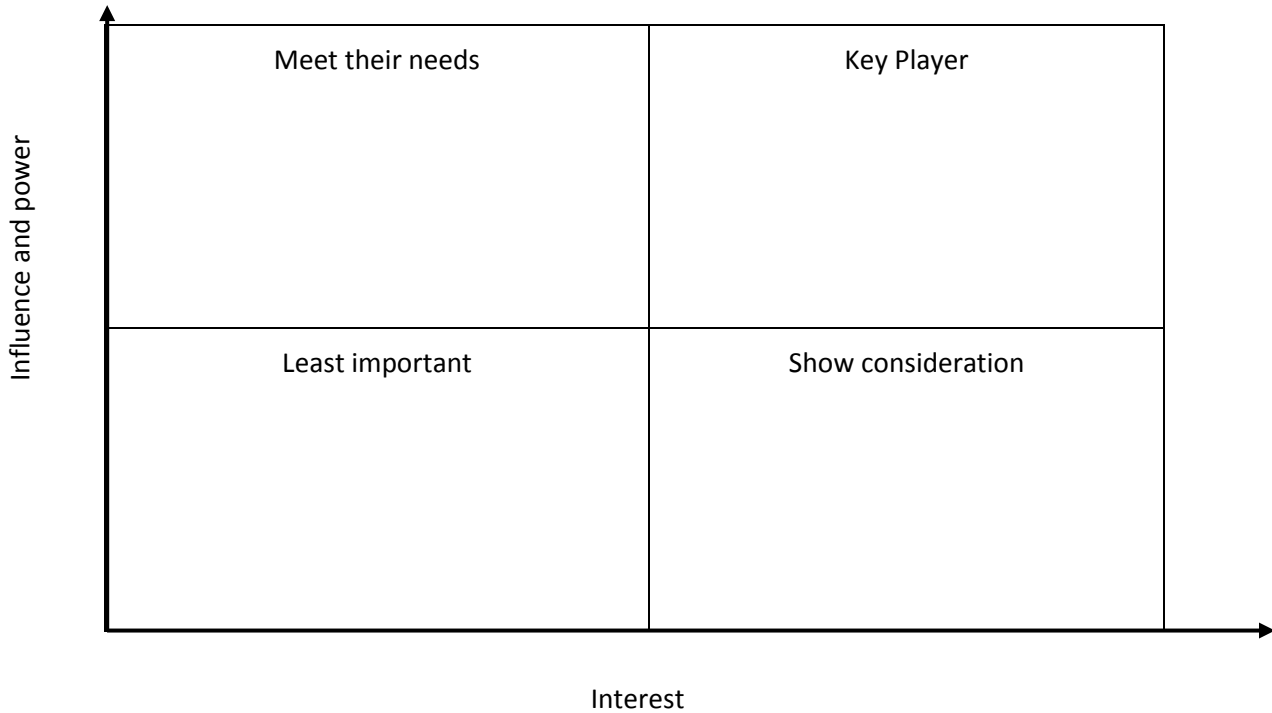 Meet their needs
Key Player
Influence and power
Least important
Show consideration
Interest